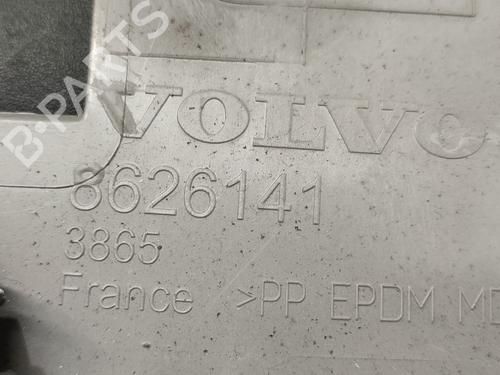 B-PARTS
VOLVO
8626141
3865
France >PP EPDM